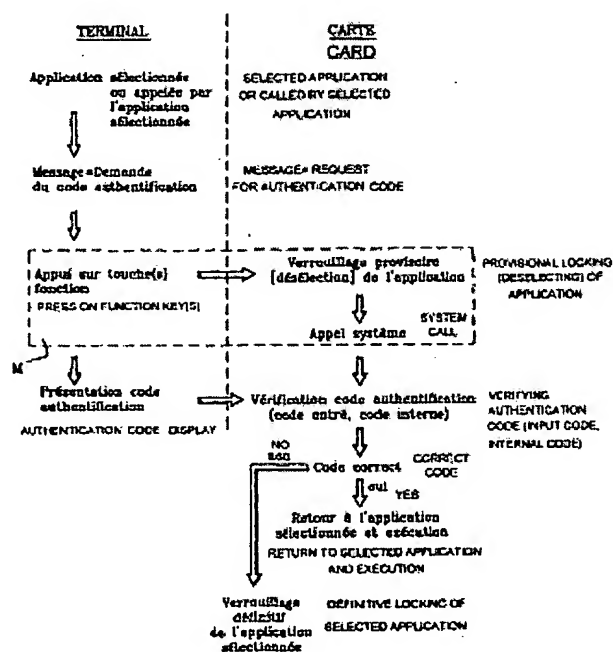 TERMINAL
CARTE
CARD
Application sélectionnée
ou appelée par
l'application
sélectionnée
SELECTED APPLICATION
OR CALLED BY SELECTED
APPLICATION
Message=Demande
du code authentification
MESSAGE= REQUEST
FOR AUTHENTICATION CODE
Appui sur touche(s)
fonction
PRESS ON FUNCTION KEY(S)
Verrouillage provisoire
[désélection] de l'application
PROVISIONAL LOCKING
(DESELECTING) OF
APPLICATION
Appel système
SYSTEM
CALL
M
Présentation code
authentification
AUTHENTICATION CODE DISPLAY
Vérification code authentification
(code entré, code interne)
VERIFYING
AUTHENTICATION
CODE (INPUT CODE,
INTERNAL CODE)
NO
non
Code correct
CORRECT
CODE
oui
YES
Retour à l'application
sélectionnée et exécution
RETURN TO SELECTED APPLICATION
AND EXECUTION
Verrouillage
définitif
de l'application
sélectionnée
DEFINITIVE LOCKING OF
SELECTED APPLICATION